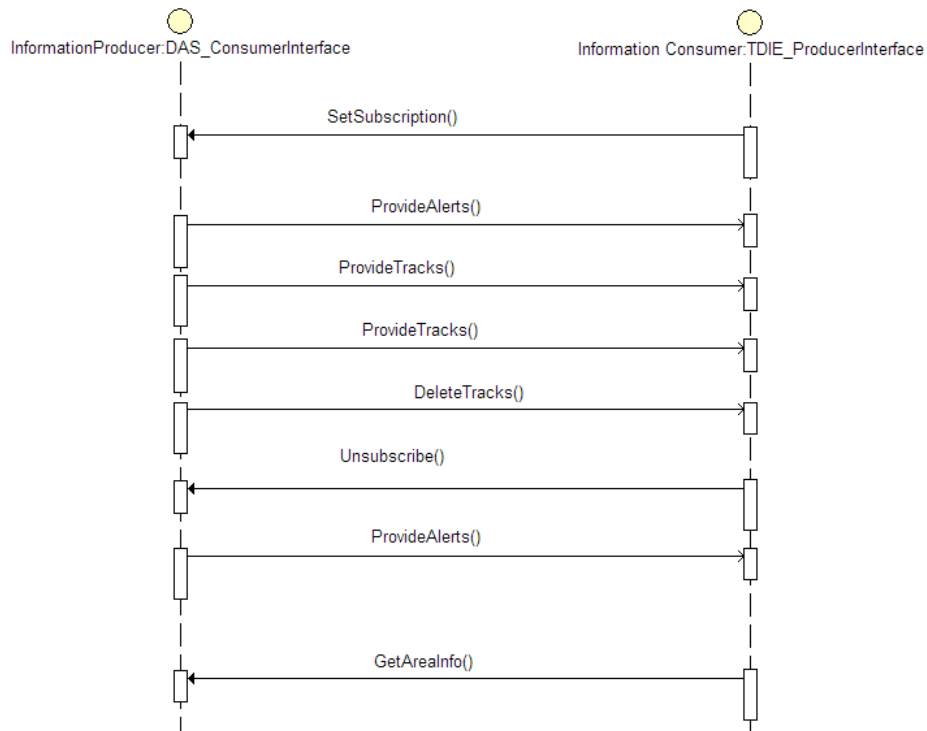 InformationProducer:DAS_ConsumerInterface
Information Consumer:TDIE_ProducerInterface
SetSubscription()
ProvideAlerts()
ProvideTracks()
ProvideTracks()
DeleteTracks()
Unsubscribe()
ProvideAlerts()
GetAreaInfo()